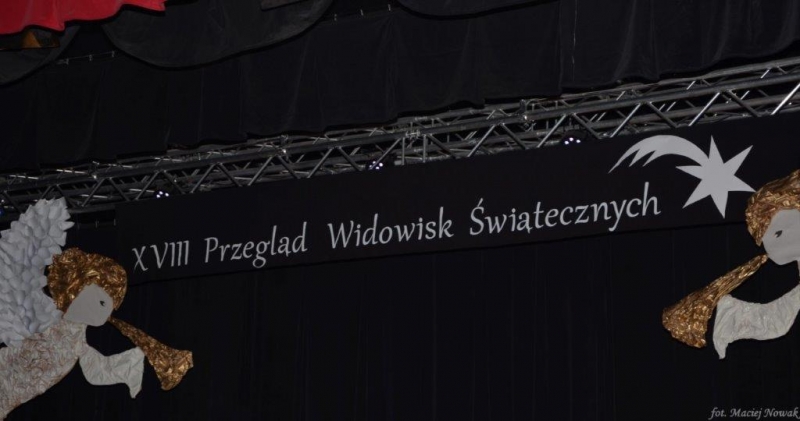 XVIII Przegląd Widowisk Świątecznych
fot. Maciej Nowak